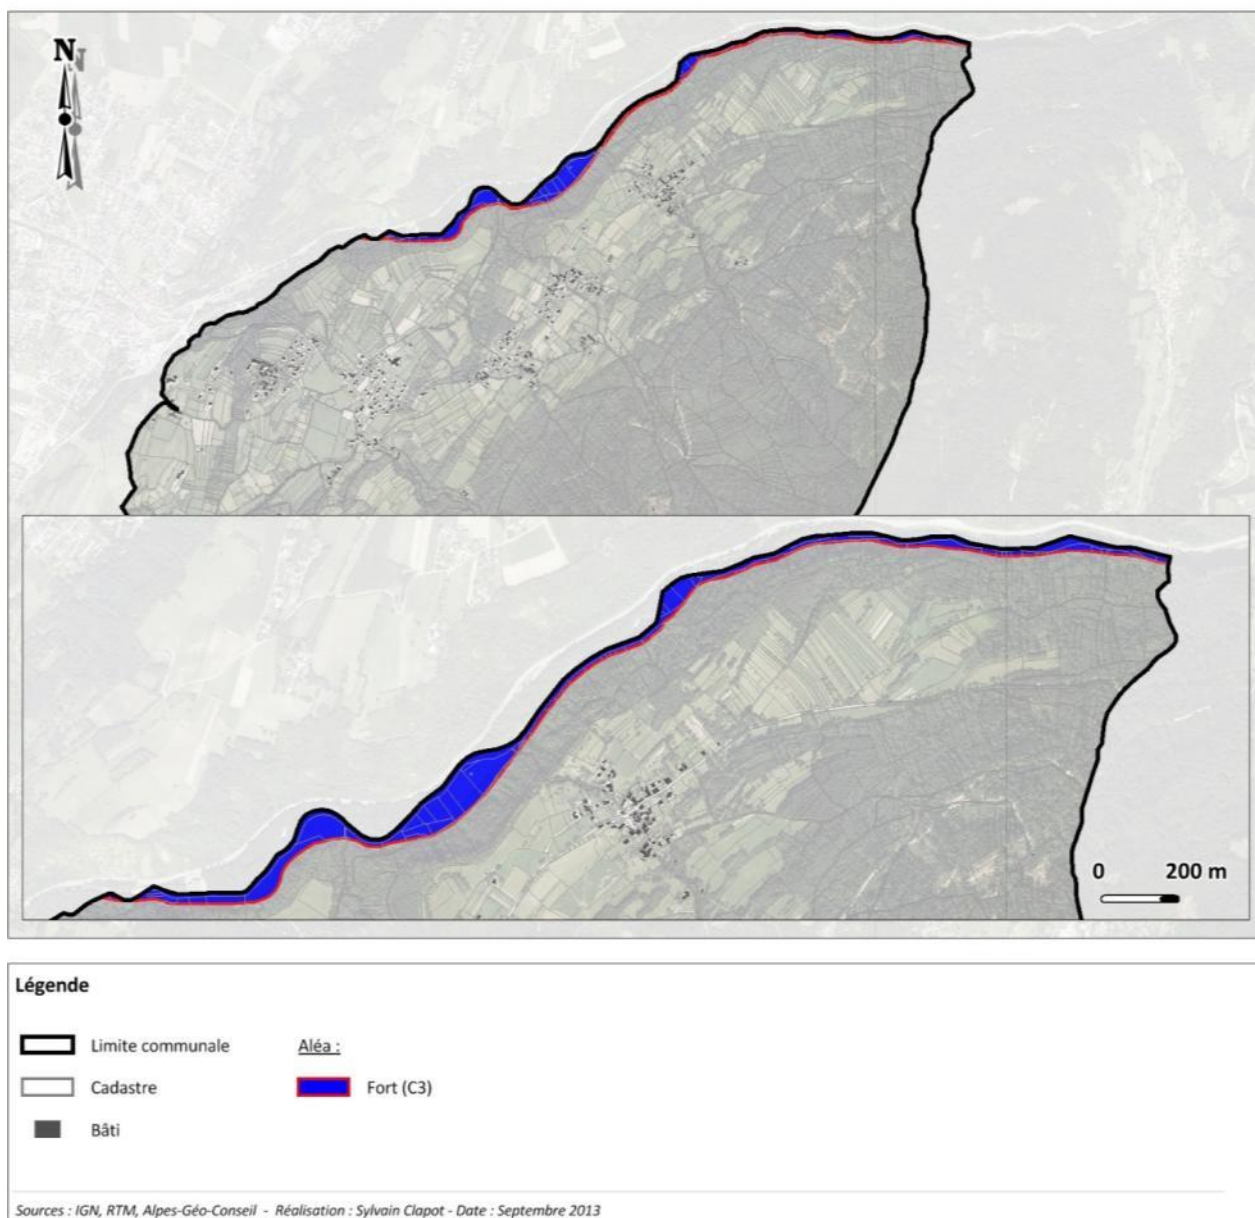 N
0 200 m
Légende
Limite communale
Aléa :
Cadastre
Fort (C3)
Bâti
Sources : IGN, RTM, Alpes-Géo-Conseil - Réalisation : Sylvain Clapot - Date : Septembre 2013